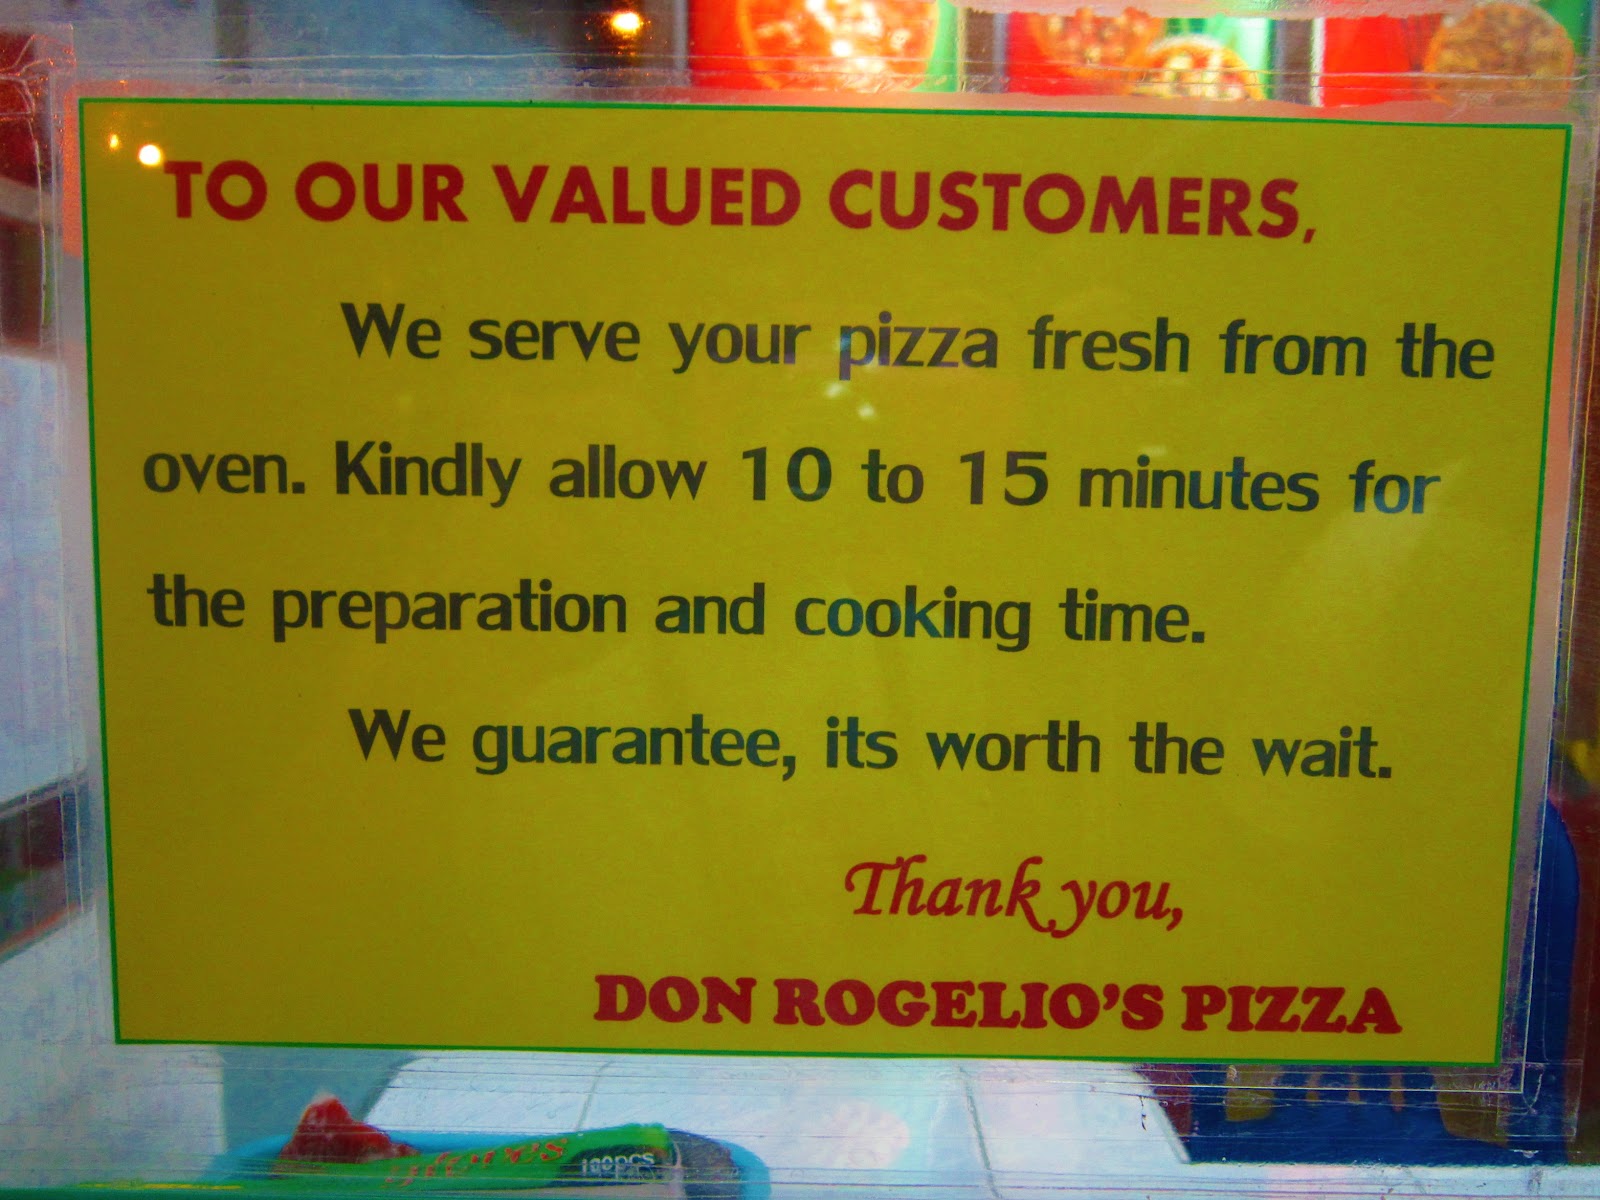 TO OUR VALUED CUSTOMERS,
We serve your pizza fresh from the
oven. Kindly allow 10 to 15 minutes for
the preparation and cooking time.
We guarantee, its worth the wait.
Thank you,
DON ROGELIO'S PIZZA
100PCS